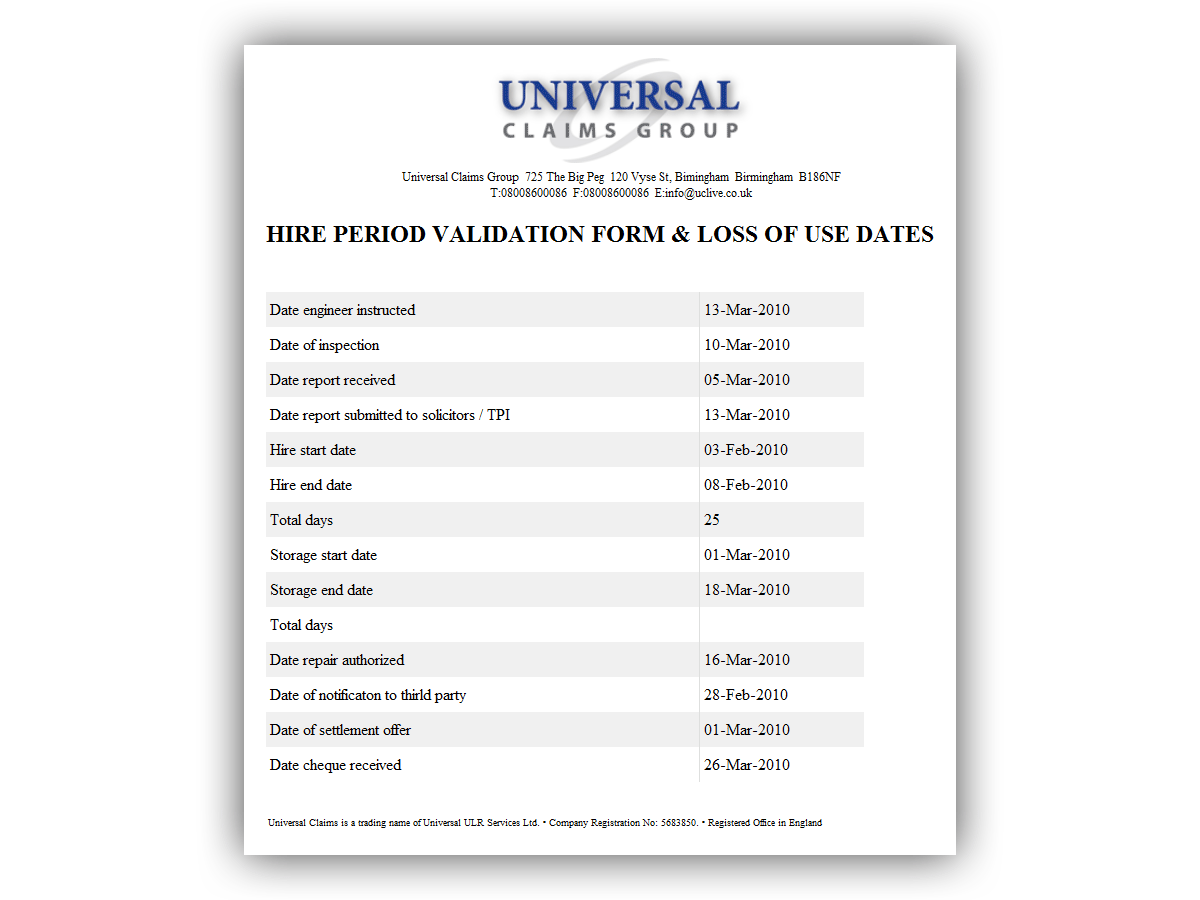 UNIVERSAL
CLAIMS GROUP
Universal Claims Group 725 The Big Peg 120 Vyse St, Bimingham Birmingham B186NF
T:08008600086 F:08008600086 E:info@uclive.co.uk
HIRE PERIOD VALIDATION FORM & LOSS OF USE DATES
Date engineer instructed 13-Mar-2010
Date of inspection 10-Mar-2010
Date report received 05-Mar-2010
Date report submitted to solicitors / TPI 13-Mar-2010
Hire start date 03-Feb-2010
Hire end date 08-Feb-2010
Total days 25
Storage start date 01-Mar-2010
Storage end date 18-Mar-2010
Total days
Date repair authorized 16-Mar-2010
Date of notificaton to thirld party 28-Feb-2010
Date of settlement offer 01-Mar-2010
Date cheque received 26-Mar-2010
Universal Claims is a trading name of Universal ULR Services Ltd. • Company Registration No: 5683850. • Registered Office in England